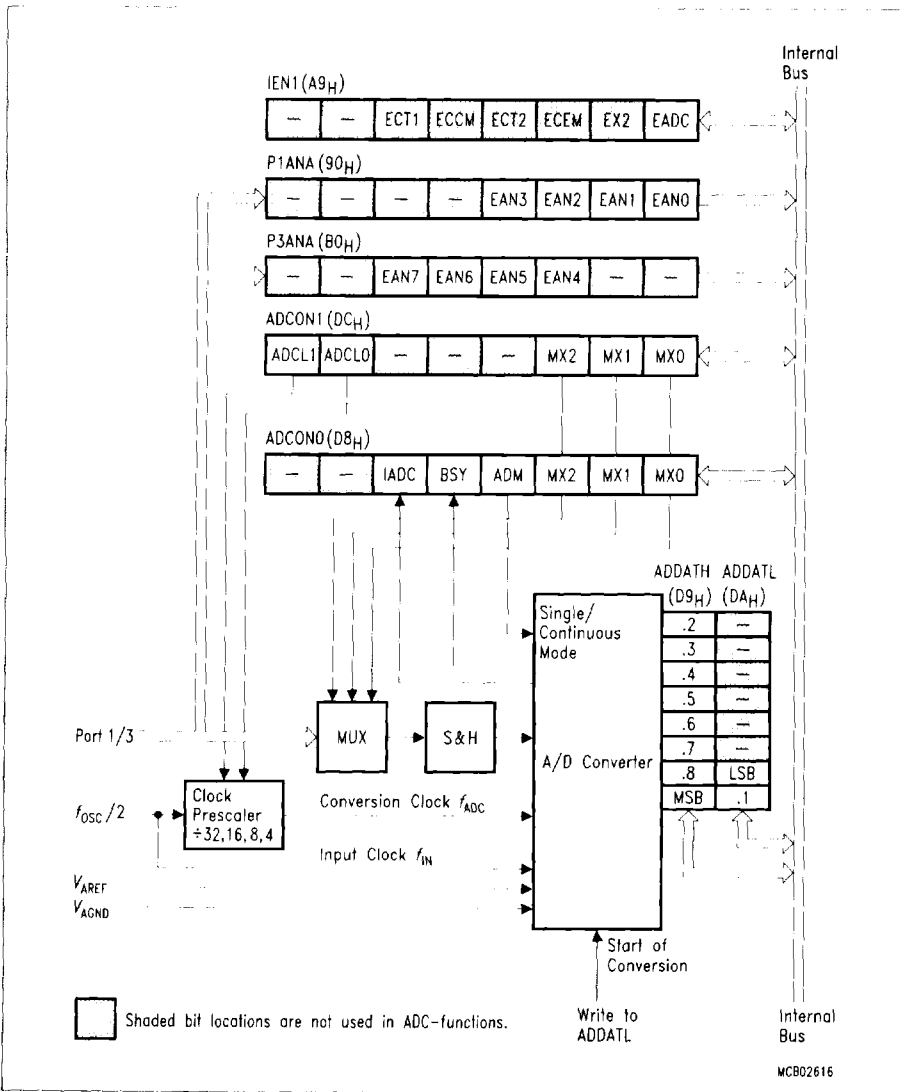 Internal
Bus
IEN1 (A9H)
— — ECT1 ECCM ECT2 ECEM EX2 EADC
P1ANA (90H)
— — — — EAN3 EAN2 EAN1 EAN0
P3ANA (B0H)
— — EAN7 EAN6 EAN5 EAN4 — —
ADCON1 (DCH)
ADCL1 ADCL0 — — — MX2 MX1 MX0
ADCON0 (D8H)
— — IADC BSY ADM MX2 MX1 MX0
ADDATH ADDATL
(D9H) (DAH)
.2 —
.3 —
.4 —
.5 —
.6 —
.7 —
.8 LSB
MSB .1
Single/
Continuous
Mode
Port 1/3
MUX
S&H
A/D Converter
fOSC/2
Clock
Prescaler
÷32,16,8,4
Conversion Clock fADC
Input Clock fIN
VAREF
VAGND
Start of
Conversion
Shaded bit locations are not used in ADC-functions.
Write to
ADDATL
Internal
Bus
MCB02616